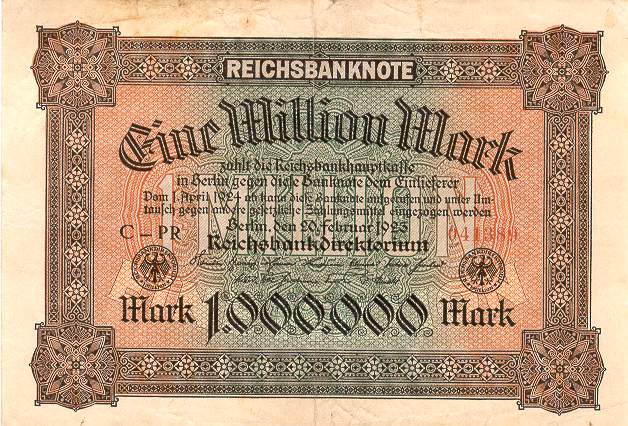 REICHSBANKNOTE
Eine Million Mark
zahlt die Reichsbankhauptkasse
in Berlin gegen diese Banknote dem Einlieferer
Vom 1. April 1924 ab kann diese Banknote aufgerufen und unter Um-
tausch gegen andere gesetzliche Zahlungsmittel eingezogen werden
Berlin, den 20. Februar 1923
C-PR 041389
Reichsbankdirektorium
Mark 1.000.000 Mark